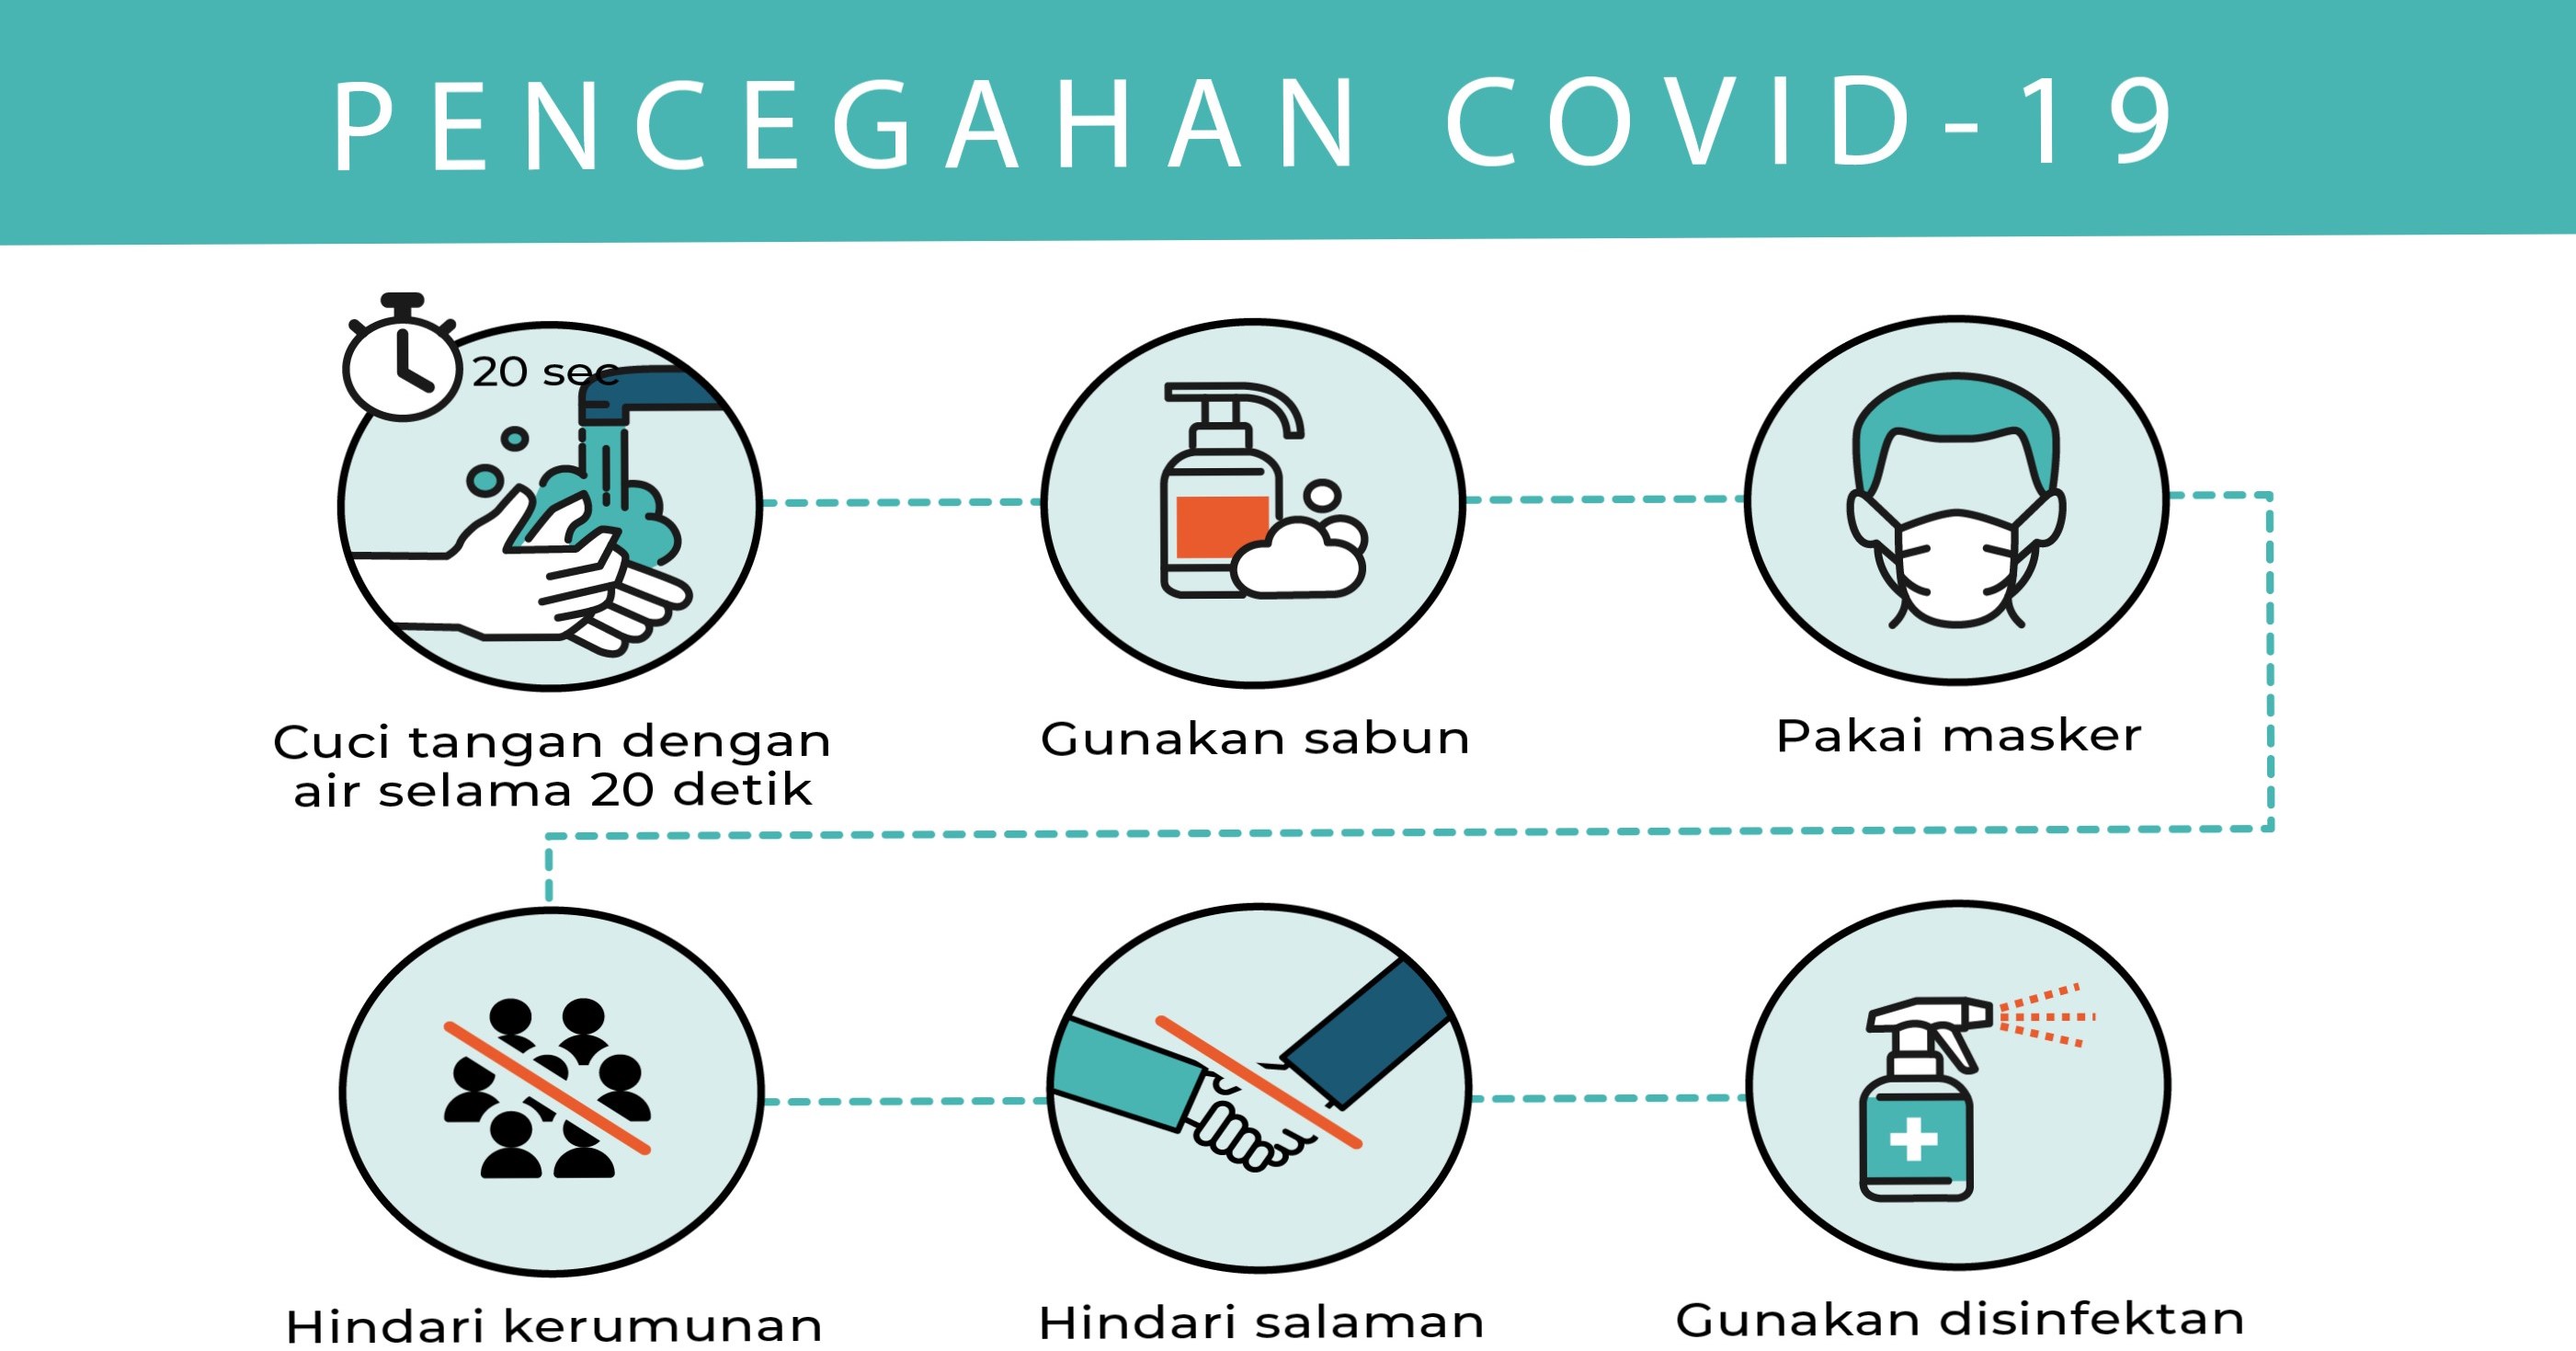 PENCEGAHAN COVID-19
20 sec
Cuci tangan dengan
air selama 20 detik
Gunakan sabun
Pakai masker
Hindari kerumunan
Hindari salaman
Gunakan disinfektan